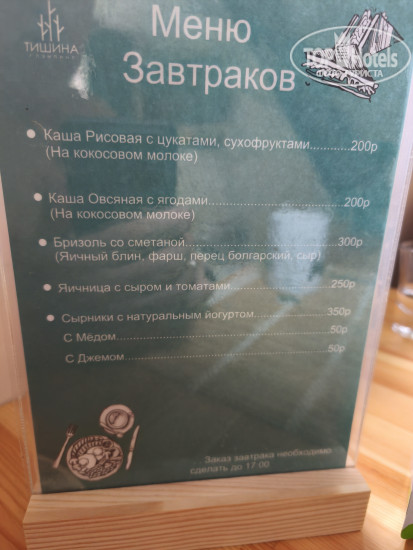 ТИШИНА
Меню
Завтраков
TOPHotels
Каша Рисовая с цукатами, сухофруктами............200р
(На кокосовом молоке)
Каша Овсяная с ягодами..................................200р
(На кокосовом молоке)
Бризоль со сметаной.......................................300р
(Яичный блин, фарш, перец болгарский, сыр)
Яичница с сыром и томатами.........................250р
Сырники с натуральным йогуртом..................350р
С Мёдом..........................................................50р
С Джемом........................................................50р
Заказ завтрака необходимо
сделать до 17:00